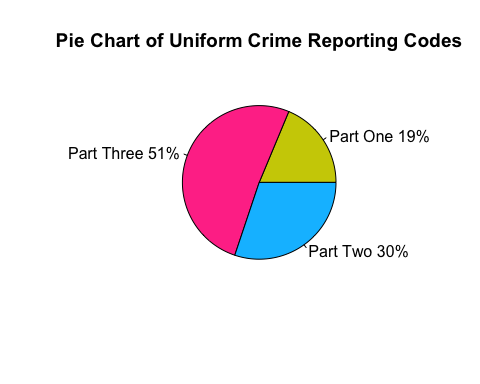 Pie Chart of Uniform Crime Reporting Codes
Part One 19%
Part Three 51%
Part Two 30%